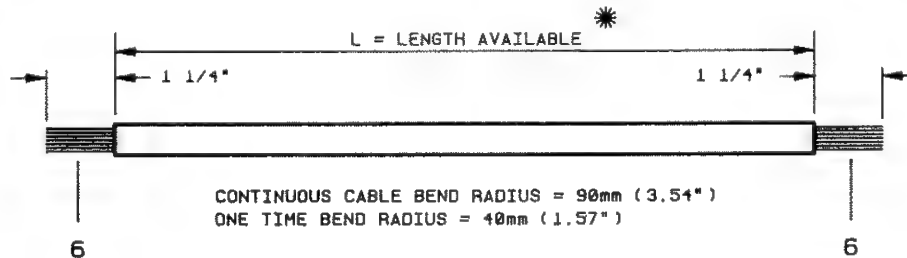 L = LENGTH AVAILABLE *
1 1/4" 1 1/4"
CONTINUOUS CABLE BEND RADIUS = 90mm (3.54")
ONE TIME BEND RADIUS = 40mm (1.57")
6 6